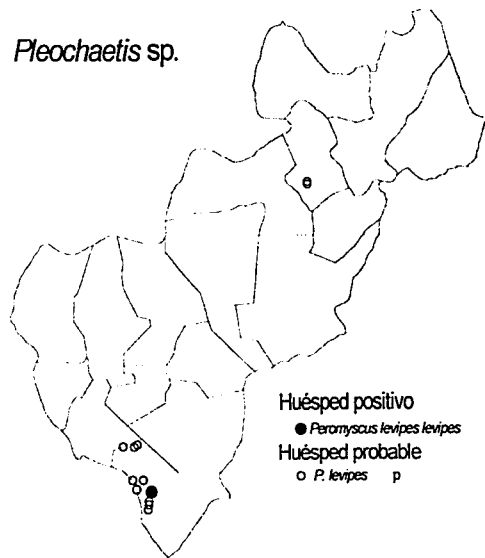 Pleochaetis sp.
Huésped positivo
● Peromyscus levipes levipes
Huésped probable
○ P. levipes p